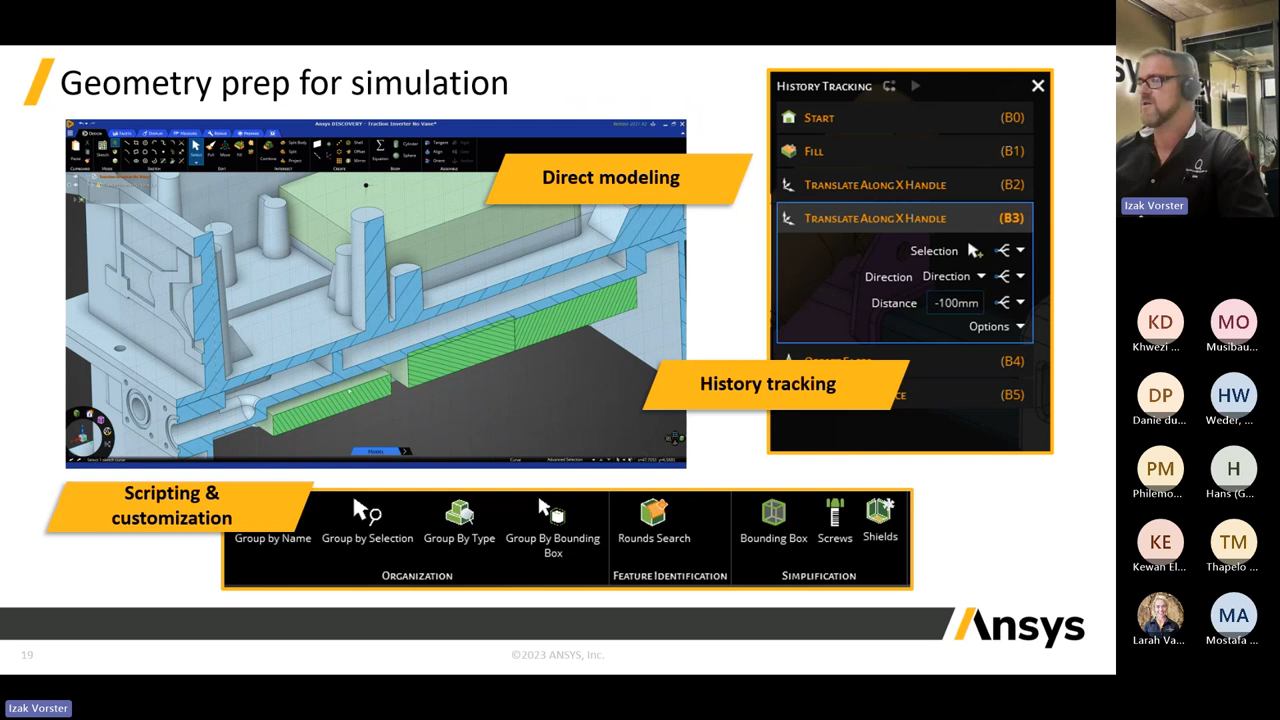 Geometry prep for simulation
Ansys DISCOVERY - Traction Inverter No Vane*
Direct modeling
HISTORY TRACKING
START (B0)
FILL (B1)
TRANSLATE ALONG X HANDLE (B2)
TRANSLATE ALONG X HANDLE (B3)
Selection
Direction Direction
Distance -100mm
Options
(B4)
(B5)
History tracking
Scripting &
customization
Group by Name
Group by Selection
Group By Type
Group By Bounding
Box
Rounds Search
Bounding Box
Screws
Shields
ORGANIZATION
FEATURE IDENTIFICATION
SIMPLIFICATION
Ansys
19
©2023 ANSYS, Inc.
Izak Vorster
Izak Vorster
KD
MO
Khwezi ...
Musibau...
DP
HW
Danie du...
Weder, ...
PM
H
Philemo...
Hans (G...
KE
TM
Kewan El...
Thapelo ...
MA
Larah Va...
Mostafa ...